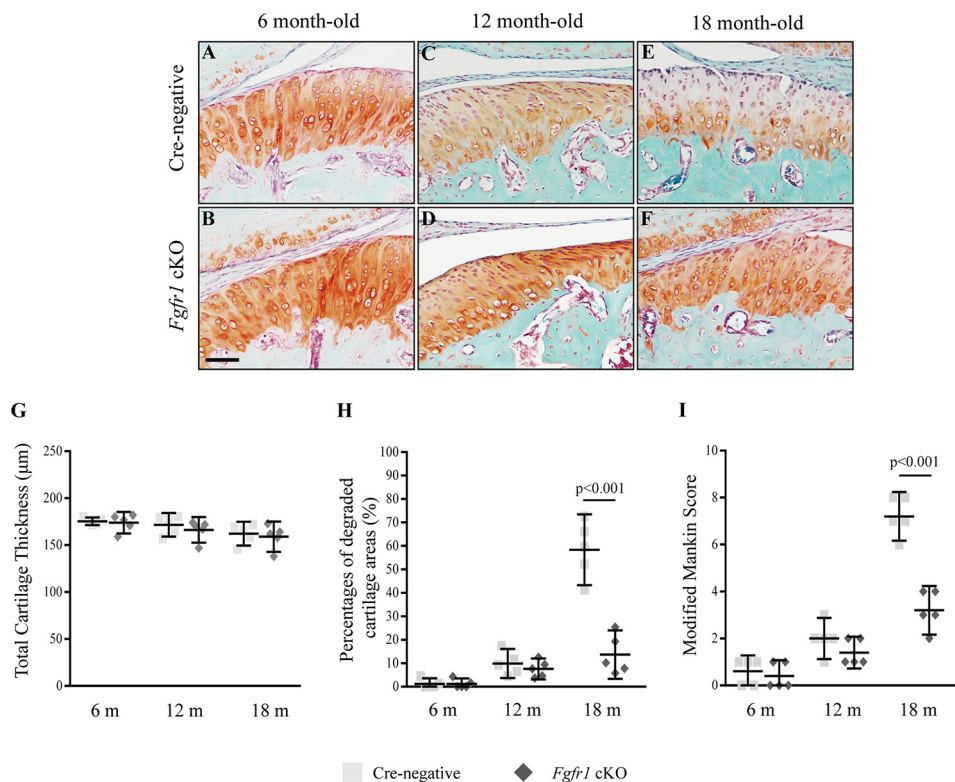 6 month-old
12 month-old
18 month-old
Cre-negative
A
C
E
Fgfr1 cKO
B
D
F
G
Total Cartilage Thickness (µm)
250
200
150
100
50
0
6 m
12 m
18 m
H
Percentages of degraded
cartilage areas (%)
100
90
80
70
60
50
40
30
20
10
0
p<0.001
6 m
12 m
18 m
I
Modified Mankin Score
10
8
6
4
2
0
p<0.001
6 m
12 m
18 m
Cre-negative
Fgfr1 cKO